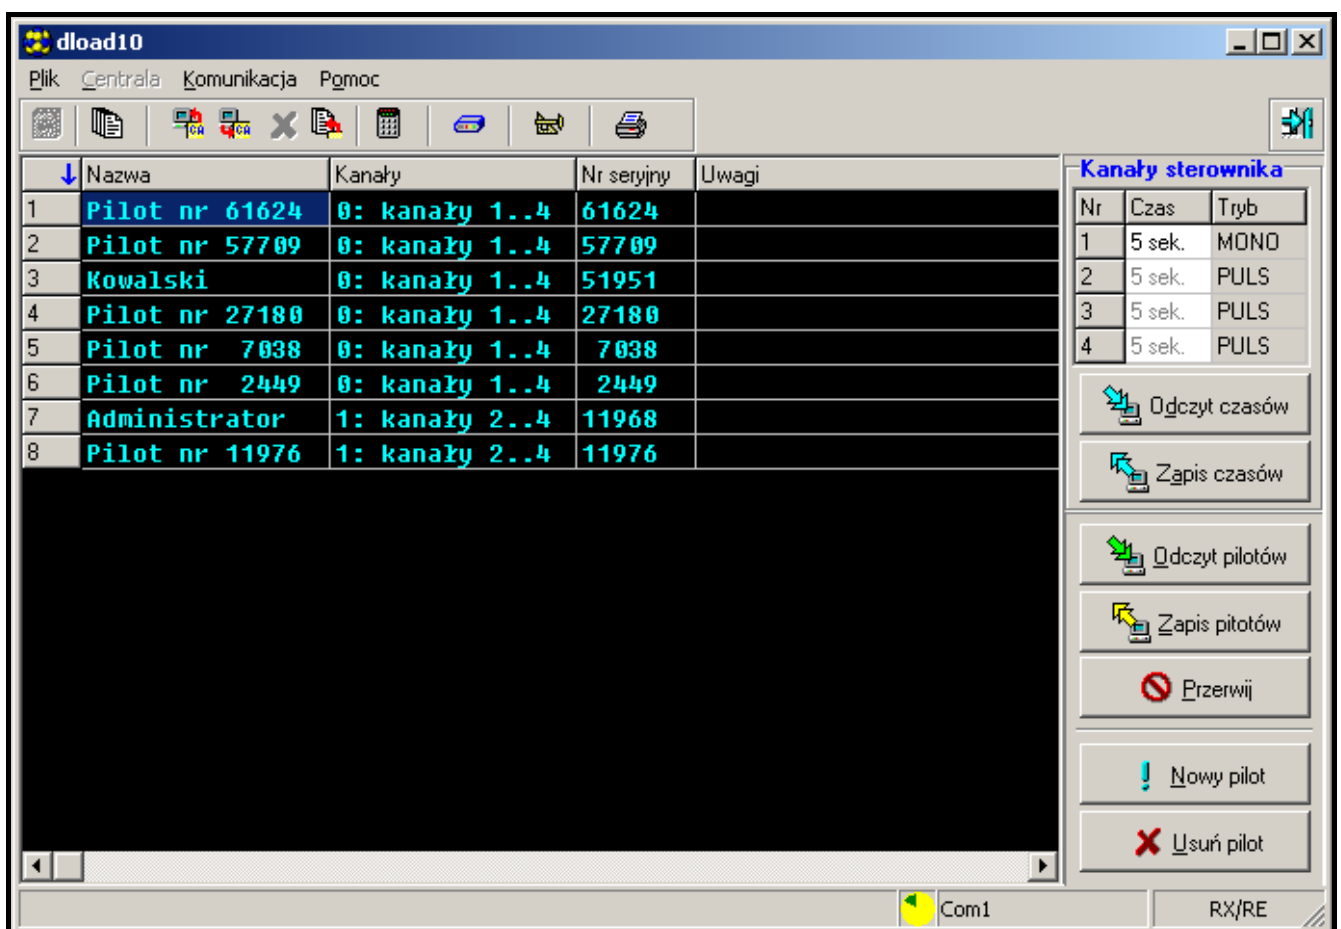 dload10
Plik Centrala Komunikacja Pomoc
CA CA
Nazwa Kanały Nr seryjny Uwagi
1 Pilot nr 61624 0: kanały 1..4 61624
2 Pilot nr 57709 0: kanały 1..4 57709
3 Kowalski 0: kanały 1..4 51951
4 Pilot nr 27180 0: kanały 1..4 27180
5 Pilot nr 7038 0: kanały 1..4 7038
6 Pilot nr 2449 0: kanały 1..4 2449
7 Administrator 1: kanały 2..4 11968
8 Pilot nr 11976 1: kanały 2..4 11976
Kanały sterownika
Nr Czas Tryb
1 5 sek. MONO
2 5 sek. PULS
3 5 sek. PULS
4 5 sek. PULS
Odczyt czasów
Zapis czasów
Odczyt pilotów
Zapis pitotów
Przerwij
Nowy pilot
Usuń pilot
Com1 RX/RE